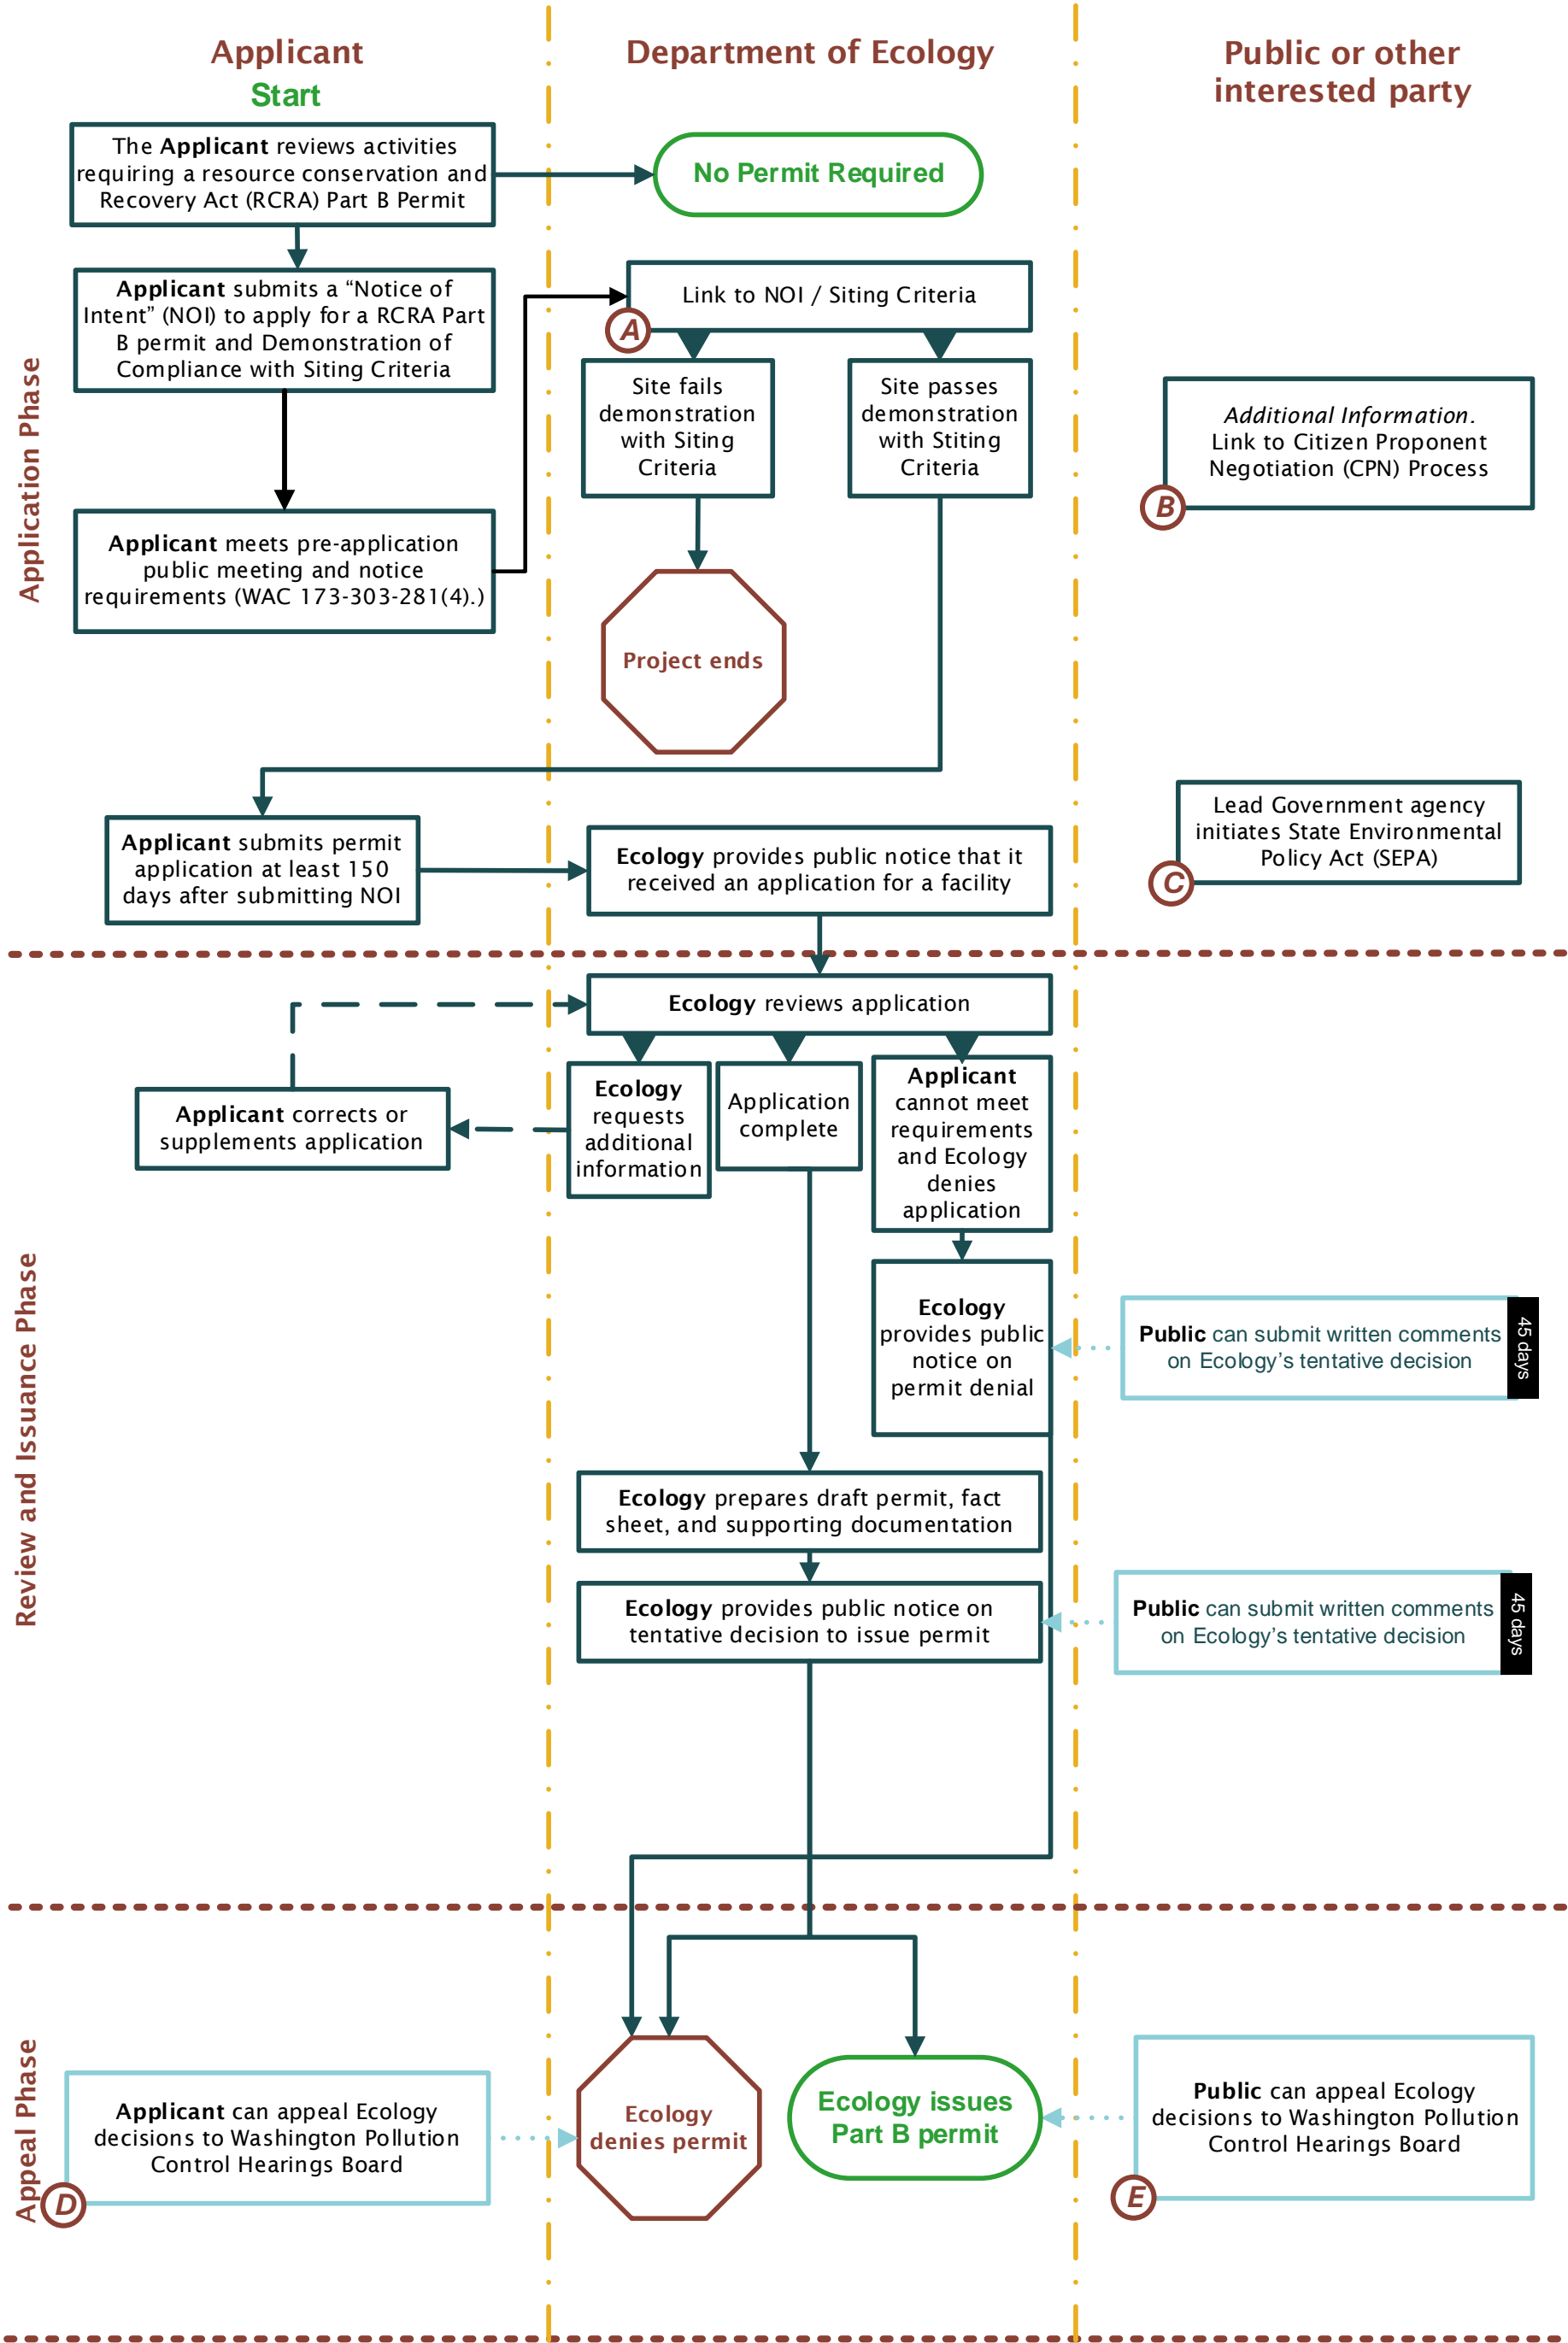 Applicant
Start
Department of Ecology
Public or other
interested party
Application Phase
The Applicant reviews activities
requiring a resource conservation and
Recovery Act (RCRA) Part B Permit
No Permit Required
Applicant submits a “Notice of
Intent” (NOI) to apply for a RCRA Part
B permit and Demonstration of
Compliance with Siting Criteria
Link to NOI / Siting Criteria
A
Site fails
demonstration
with Siting
Criteria
Site passes
demonstration
with Stiting
Criteria
Additional Information.
Link to Citizen Proponent
Negotiation (CPN) Process
B
Applicant meets pre-application
public meeting and notice
requirements (WAC 173-303-281(4).)
Project ends
Applicant submits permit
application at least 150
days after submitting NOI
Ecology provides public notice that it
received an application for a facility
Lead Government agency
initiates State Environmental
Policy Act (SEPA)
C
Review and Issuance Phase
Ecology reviews application
Applicant corrects or
supplements application
Ecology
requests
additional
information
Application
complete
Applicant
cannot meet
requirements
and Ecology
denies
application
Ecology
provides public
notice on
permit denial
Public can submit written comments
on Ecology’s tentative decision
45 days
Ecology prepares draft permit, fact
sheet, and supporting documentation
Ecology provides public notice on
tentative decision to issue permit
Public can submit written comments
on Ecology’s tentative decision
45 days
Appeal Phase
Applicant can appeal Ecology
decisions to Washington Pollution
Control Hearings Board
D
Ecology
denies permit
Ecology issues
Part B permit
Public can appeal Ecology
decisions to Washington Pollution
Control Hearings Board
E